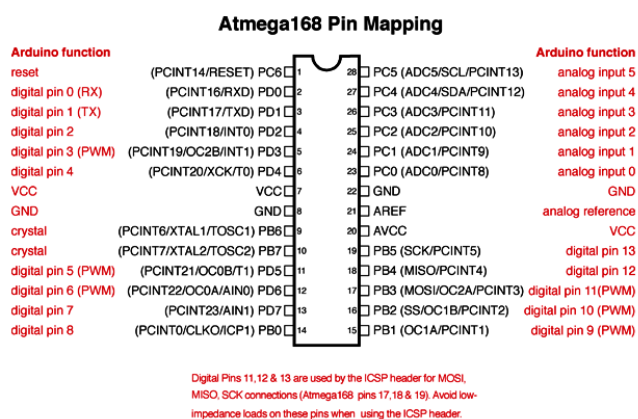 Atmega168 Pin Mapping
Arduino function Arduino function
reset (PCINT14/RESET) PC6 1 28 PC5 (ADC5/SCL/PCINT13) analog input 5
digital pin 0 (RX) (PCINT16/RXD) PD0 2 27 PC4 (ADC4/SDA/PCINT12) analog input 4
digital pin 1 (TX) (PCINT17/TXD) PD1 3 26 PC3 (ADC3/PCINT11) analog input 3
digital pin 2 (PCINT18/INT0) PD2 4 25 PC2 (ADC2/PCINT10) analog input 2
digital pin 3 (PWM) (PCINT19/OC2B/INT1) PD3 5 24 PC1 (ADC1/PCINT9) analog input 1
digital pin 4 (PCINT20/XCK/T0) PD4 6 23 PC0 (ADC0/PCINT8) analog input 0
VCC VCC 7 22 GND GND
GND GND 8 21 AREF analog reference
crystal (PCINT6/XTAL1/TOSC1) PB6 9 20 AVCC VCC
crystal (PCINT7/XTAL2/TOSC2) PB7 10 19 PB5 (SCK/PCINT5) digital pin 13
digital pin 5 (PWM) (PCINT21/OC0B/T1) PD5 11 18 PB4 (MISO/PCINT4) digital pin 12
digital pin 6 (PWM) (PCINT22/OC0A/AIN0) PD6 12 17 PB3 (MOSI/OC2A/PCINT3) digital pin 11(PWM)
digital pin 7 (PCINT23/AIN1) PD7 13 16 PB2 (SS/OC1B/PCINT2) digital pin 10 (PWM)
digital pin 8 (PCINT0/CLKO/ICP1) PB0 14 15 PB1 (OC1A/PCINT1) digital pin 9 (PWM)
Digital Pins 11,12 & 13 are used by the ICSP header for MOSI,
MISO, SCK connections (Atmega168 pins 17,18 & 19). Avoid low-
impedance loads on these pins when using the ICSP header.